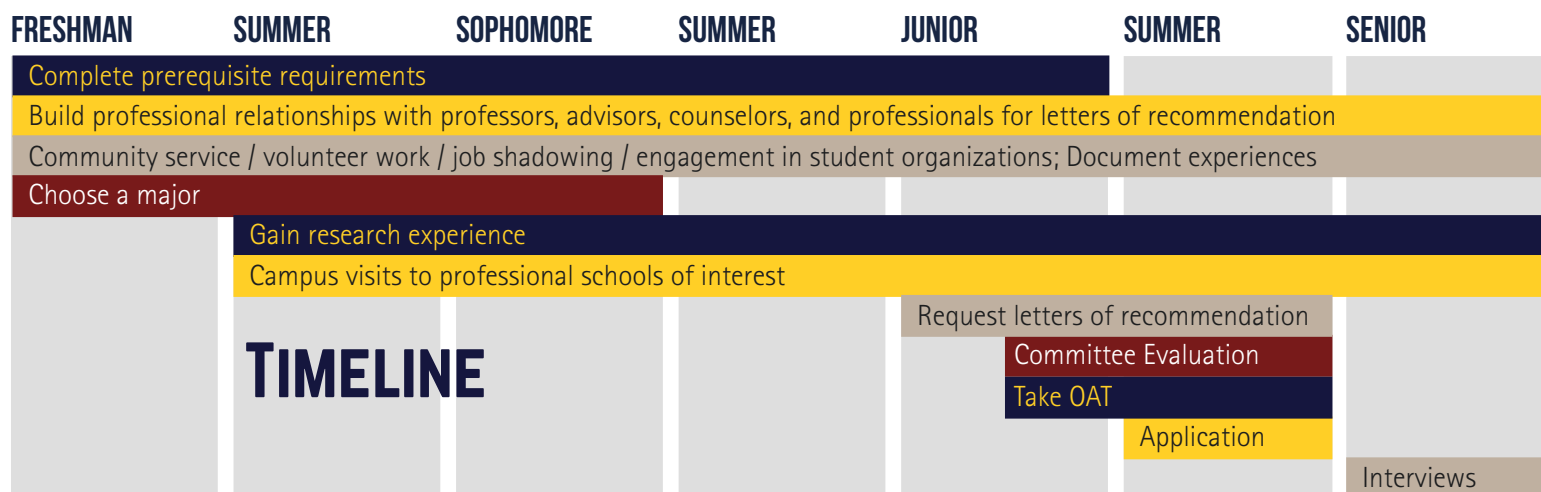 FRESHMAN SUMMER SOPHOMORE SUMMER JUNIOR SUMMER SENIOR
Complete prerequisite requirements
Build professional relationships with professors, advisors, counselors, and professionals for letters of recommendation
Community service / volunteer work / job shadowing / engagement in student organizations; Document experiences
Choose a major
Gain research experience
Campus visits to professional schools of interest
Request letters of recommendation
TIMELINE
Committee Evaluation
Take OAT
Application
Interviews